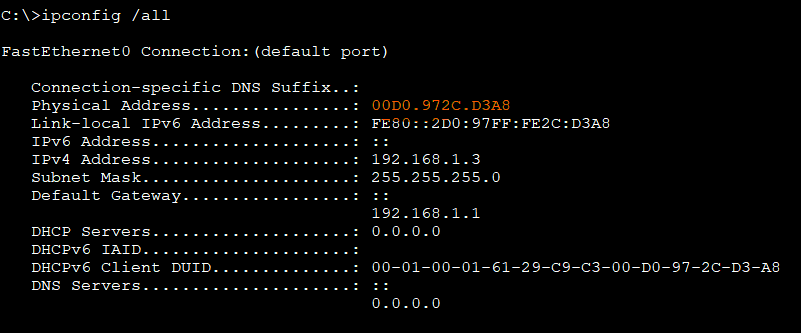 C:\>ipconfig /all
FastEthernet0 Connection:(default port)
Connection-specific DNS Suffix..:
Physical Address................: 00D0.972C.D3A8
Link-local IPv6 Address.........: FE80::2D0:97FF:FE2C:D3A8
IPv6 Address....................: ::
IPv4 Address....................: 192.168.1.3
Subnet Mask.....................: 255.255.255.0
Default Gateway.................: ::
192.168.1.1
DHCP Servers....................: 0.0.0.0
DHCPv6 IAID.....................:
DHCPv6 Client DUID..............: 00-01-00-01-61-29-C9-C3-00-D0-97-2C-D3-A8
DNS Servers.....................: ::
0.0.0.0